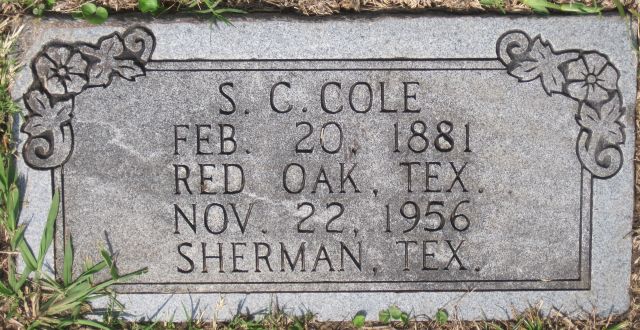 S. C. COLE
FEB. 20, 1881
RED OAK, TEX.
NOV. 22, 1956
SHERMAN, TEX.